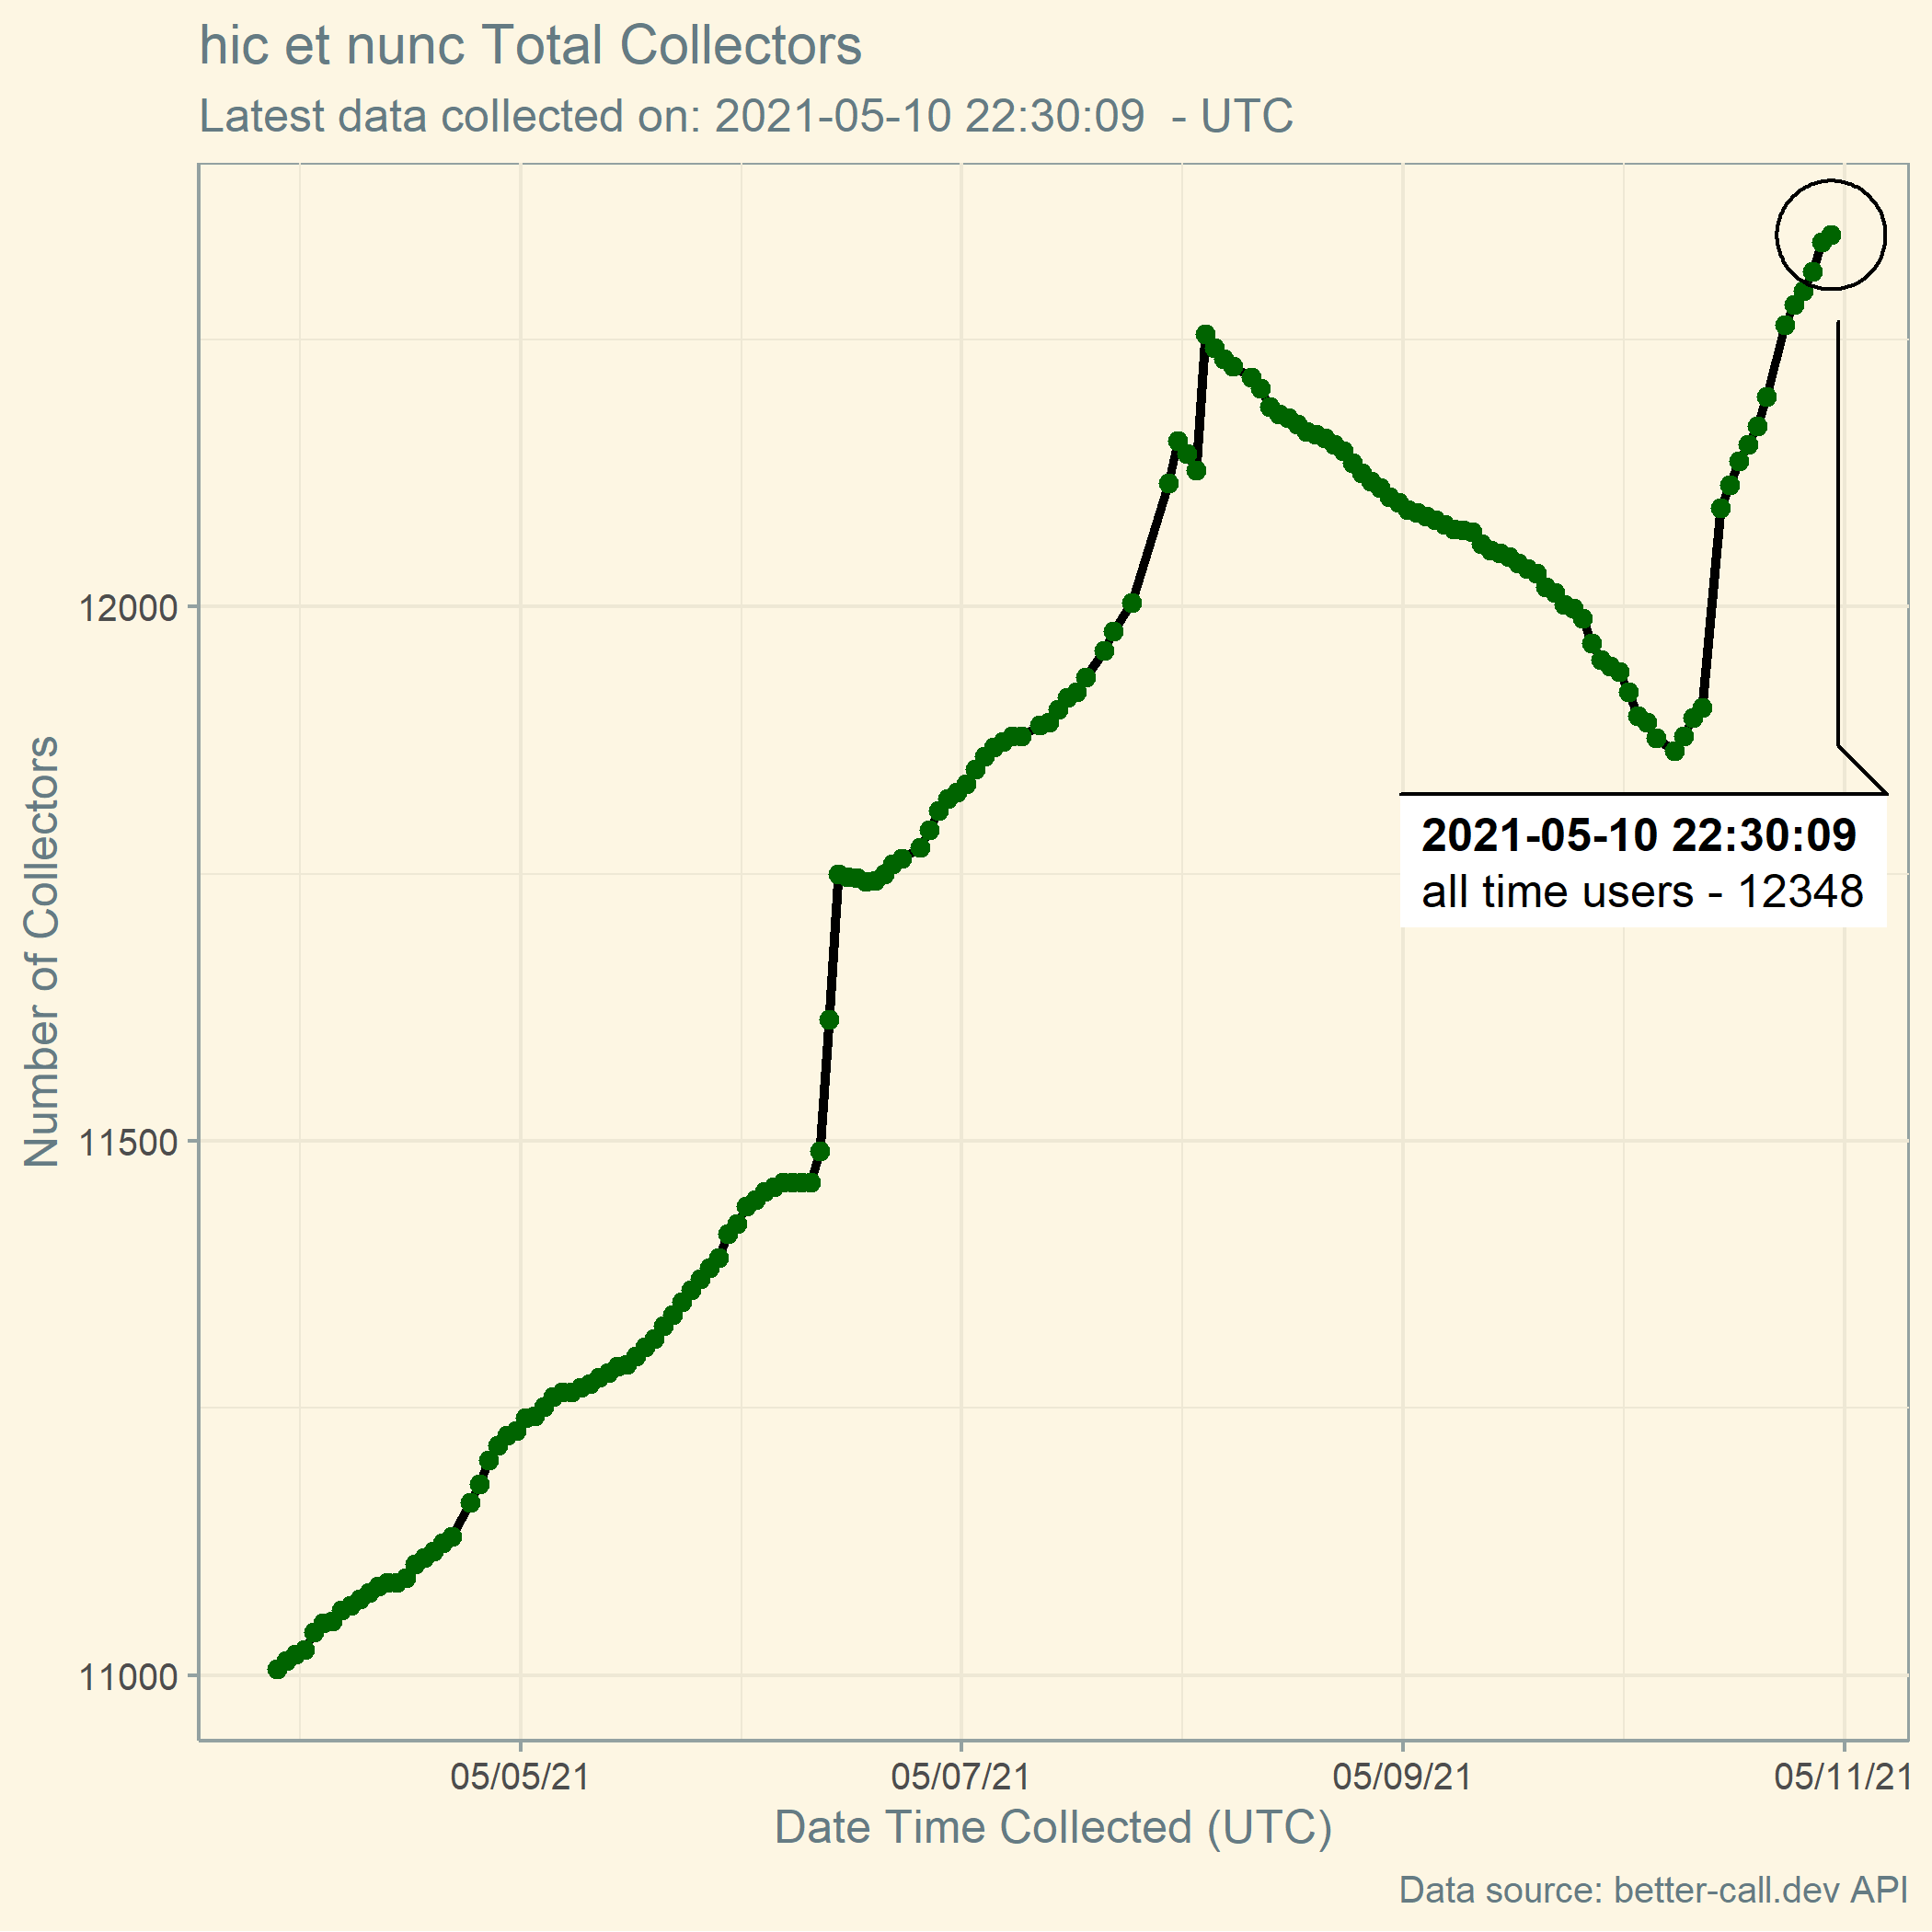 hic et nunc Total Collectors
Latest data collected on: 2021-05-10 22:30:09  - UTC
Number of Collectors
12000
11500
11000
2021-05-10 22:30:09
all time users - 12348
05/05/21
05/07/21
05/09/21
05/11/21
Date Time Collected (UTC)
Data source: better-call.dev API